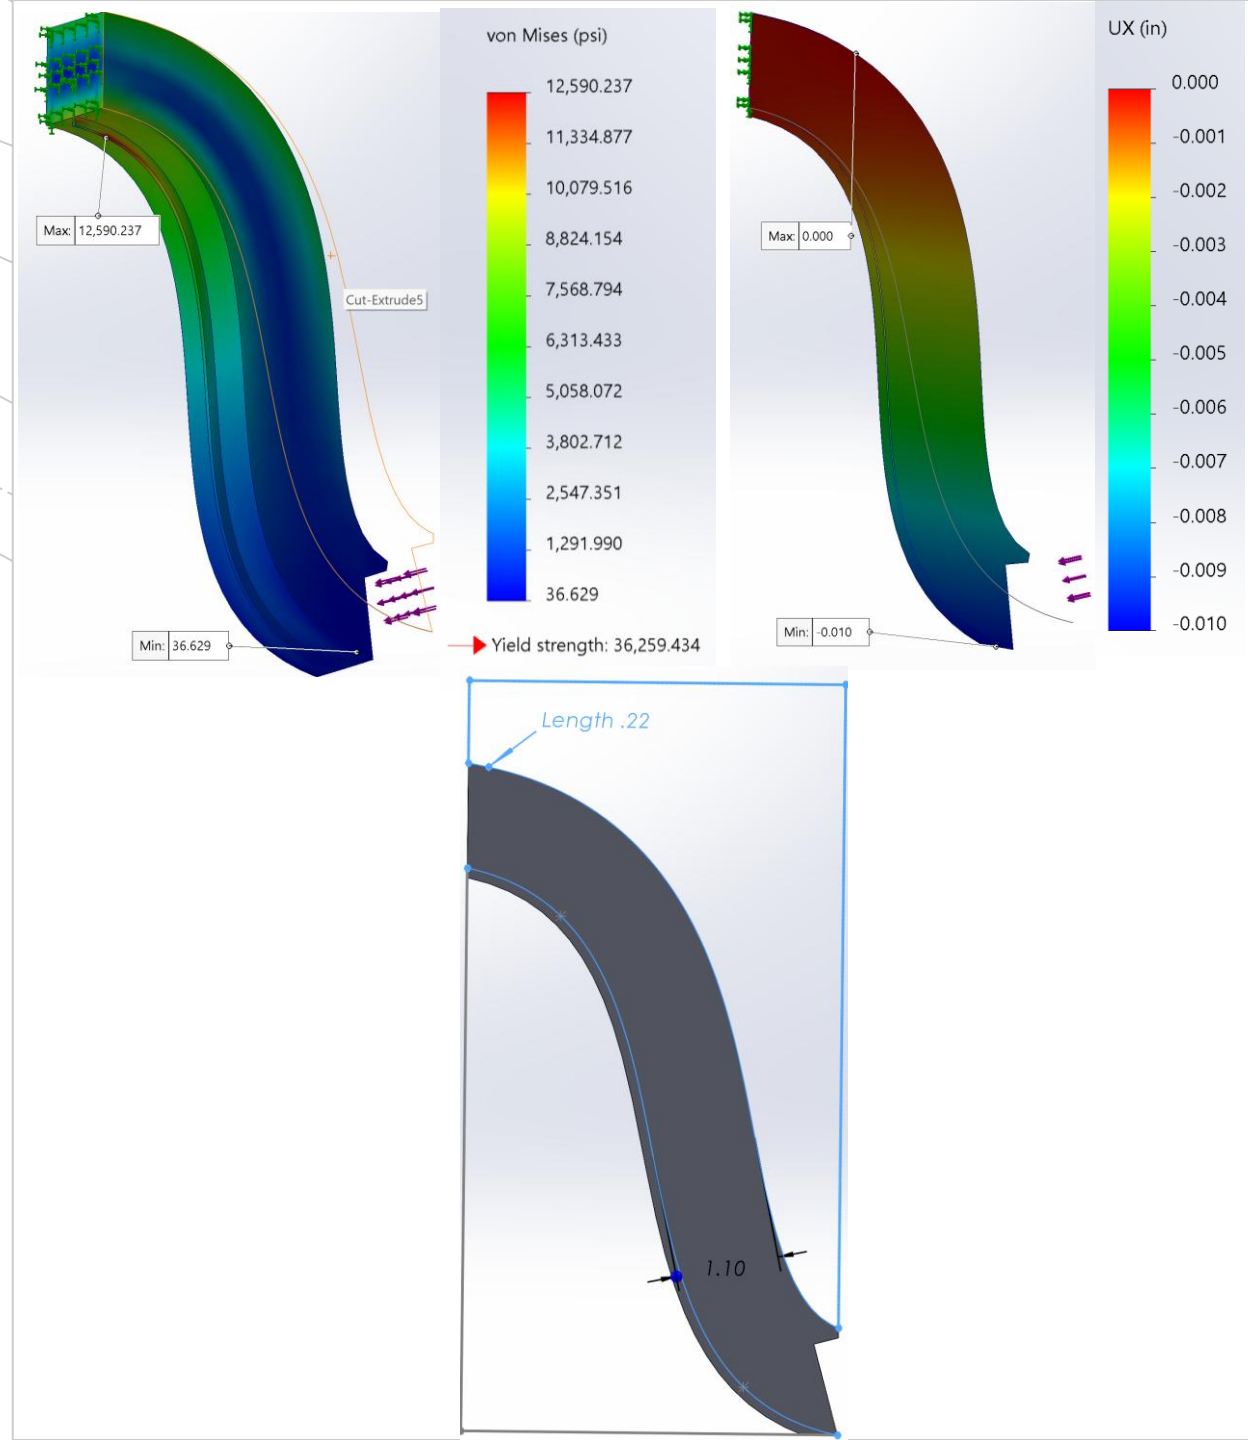 von Mises (psi)
12,590.237
11,334.877
10,079.516
8,824.154
7,568.794
6,313.433
5,058.072
3,802.712
2,547.351
1,291.990
36.629
Yield strength: 36,259.434
Max: 12,590.237
Cut-Extrude5
Min: 36.629
UX (in)
0.000
-0.001
-0.002
-0.003
-0.004
-0.005
-0.006
-0.007
-0.008
-0.009
-0.010
Max: 0.000
Min: -0.010
Length .22
1.10